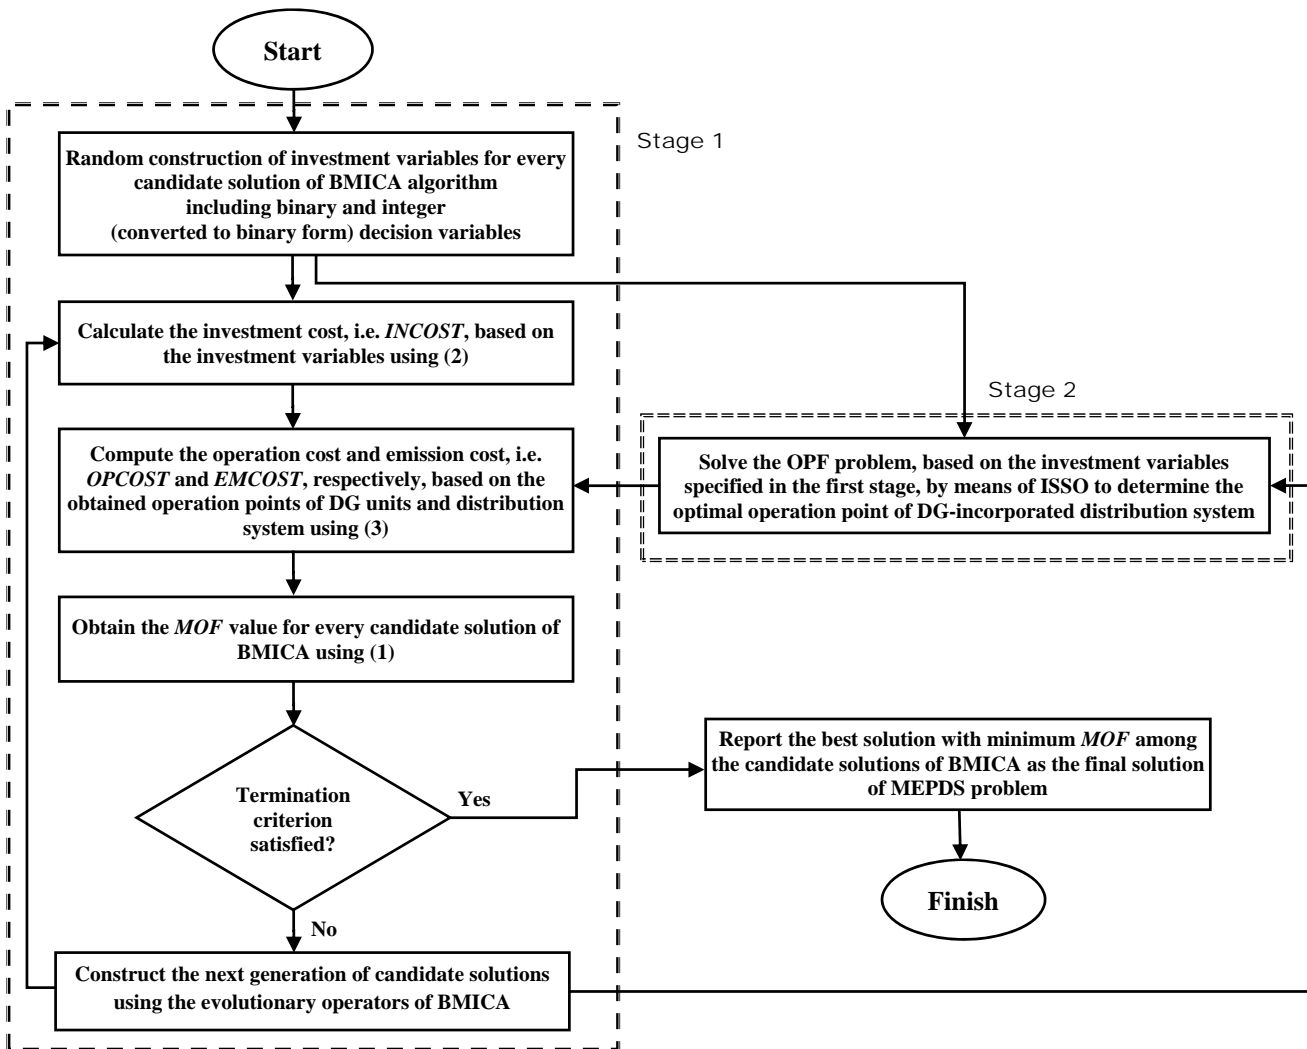 Start
Stage 1
Random construction of investment variables for every
candidate solution of BMICA algorithm
including binary and integer
(converted to binary form) decision variables
Calculate the investment cost, i.e. INCOST, based on
the investment variables using (2)
Stage 2
Compute the operation cost and emission cost, i.e.
OPCOST and EMCOST, respectively, based on the
obtained operation points of DG units and distribution
system using (3)
Solve the OPF problem, based on the investment variables
specified in the first stage, by means of ISSO to determine the
optimal operation point of DG-incorporated distribution system
Obtain the MOF value for every candidate solution of
BMICA using (1)
Termination
criterion
satisfied?
Yes
Report the best solution with minimum MOF among
the candidate solutions of BMICA as the final solution
of MEPDS problem
Finish
No
Construct the next generation of candidate solutions
using the evolutionary operators of BMICA